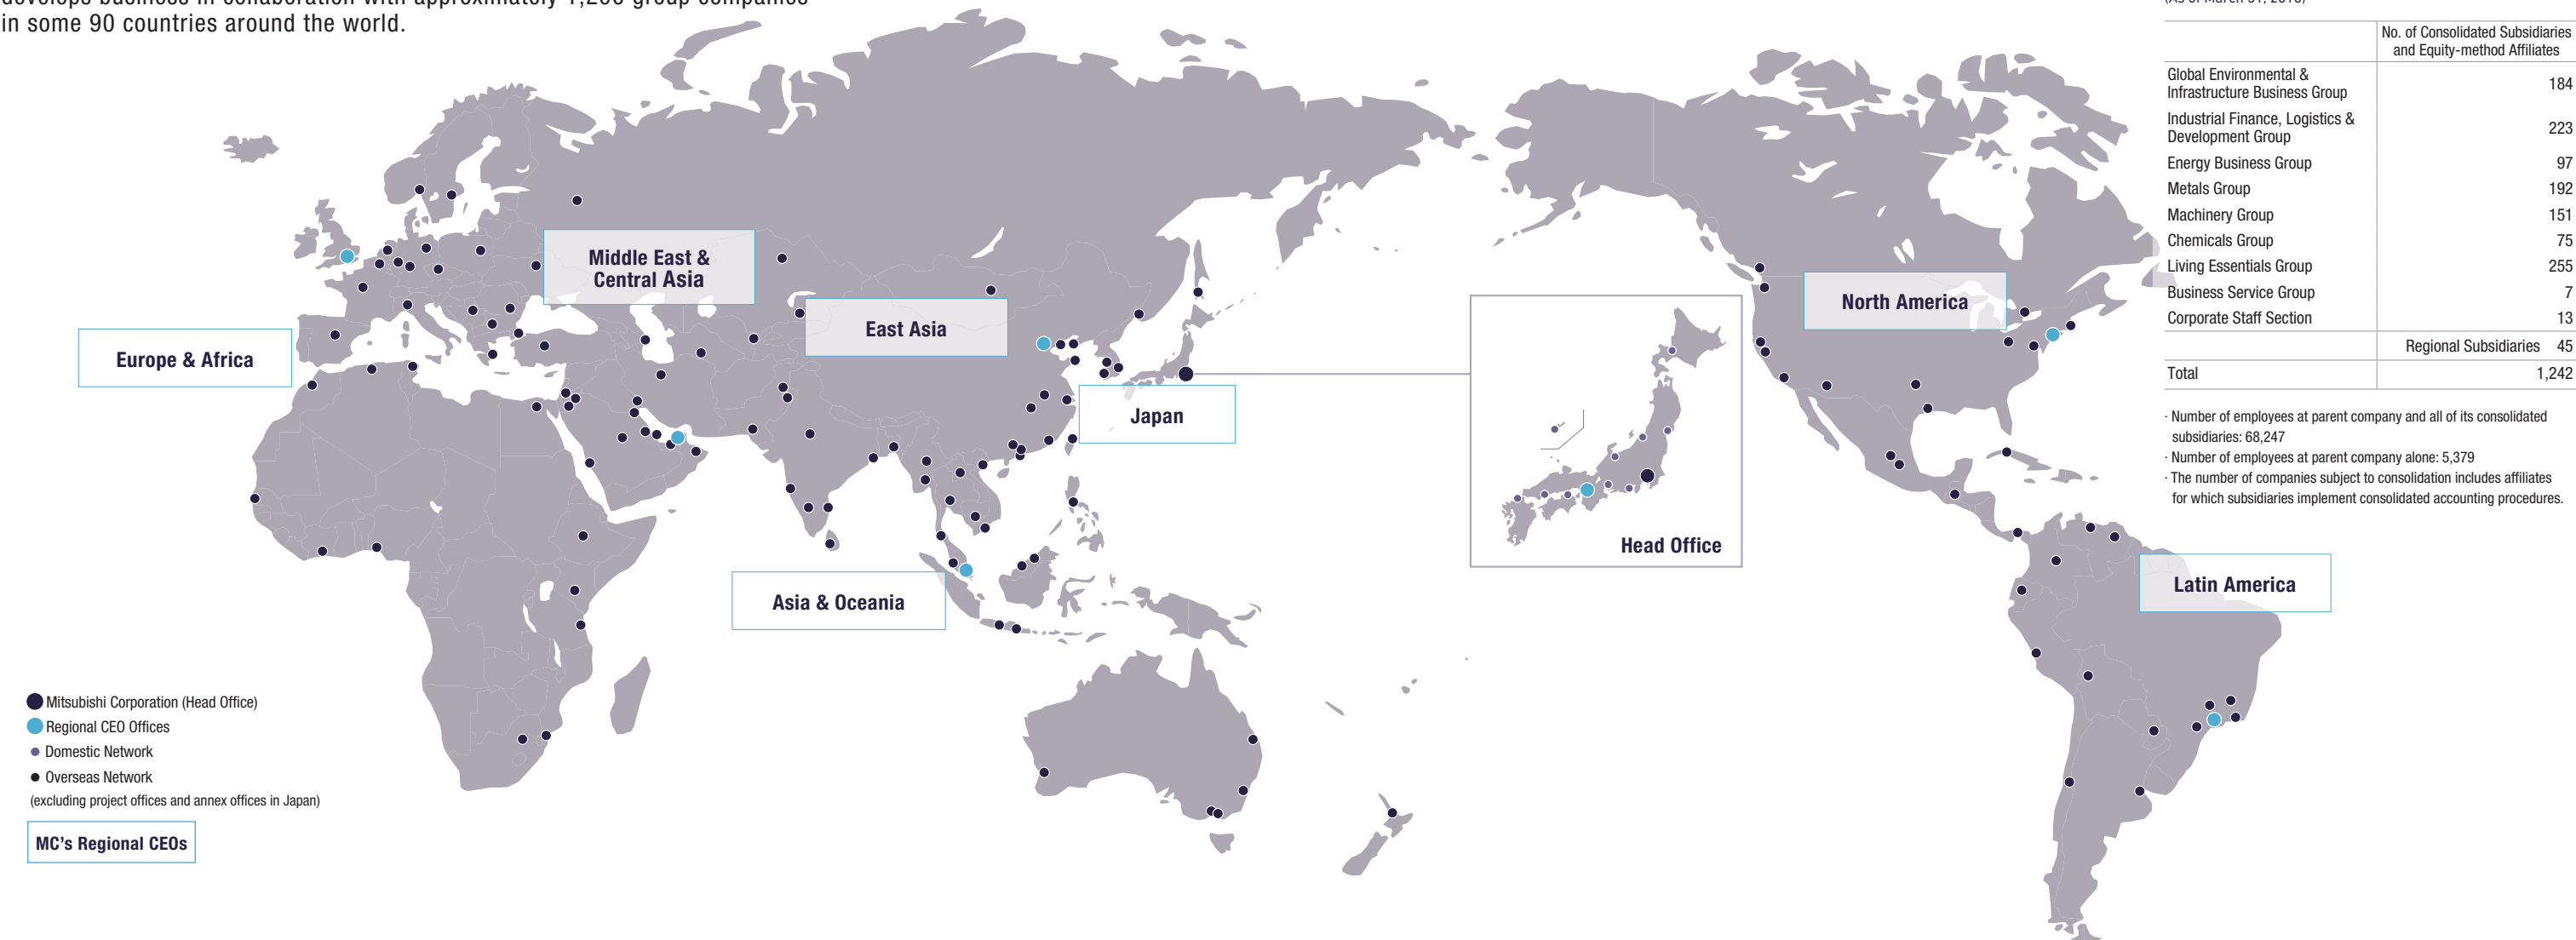 in some 90 countries around the world.
No. of Consolidated Subsidiaries
and Equity-method Affiliates
Global Environmental &
Infrastructure Business Group
184
Industrial Finance, Logistics &
Development Group
223
Energy Business Group 97
Metals Group 192
Machinery Group 151
Chemicals Group 75
Living Essentials Group 255
Business Service Group 7
Corporate Staff Section 13
Regional Subsidiaries 45
Total 1,242
· Number of employees at parent company and all of its consolidated
subsidiaries: 68,247
· Number of employees at parent company alone: 5,379
· The number of companies subject to consolidation includes affiliates
for which subsidiaries implement consolidated accounting procedures.
Middle East &
Central Asia
East Asia
North America
Europe & Africa
Japan
Head Office
Asia & Oceania
Latin America
Mitsubishi Corporation (Head Office)
Regional CEO Offices
Domestic Network
Overseas Network
(excluding project offices and annex offices in Japan)
MC's Regional CEOs